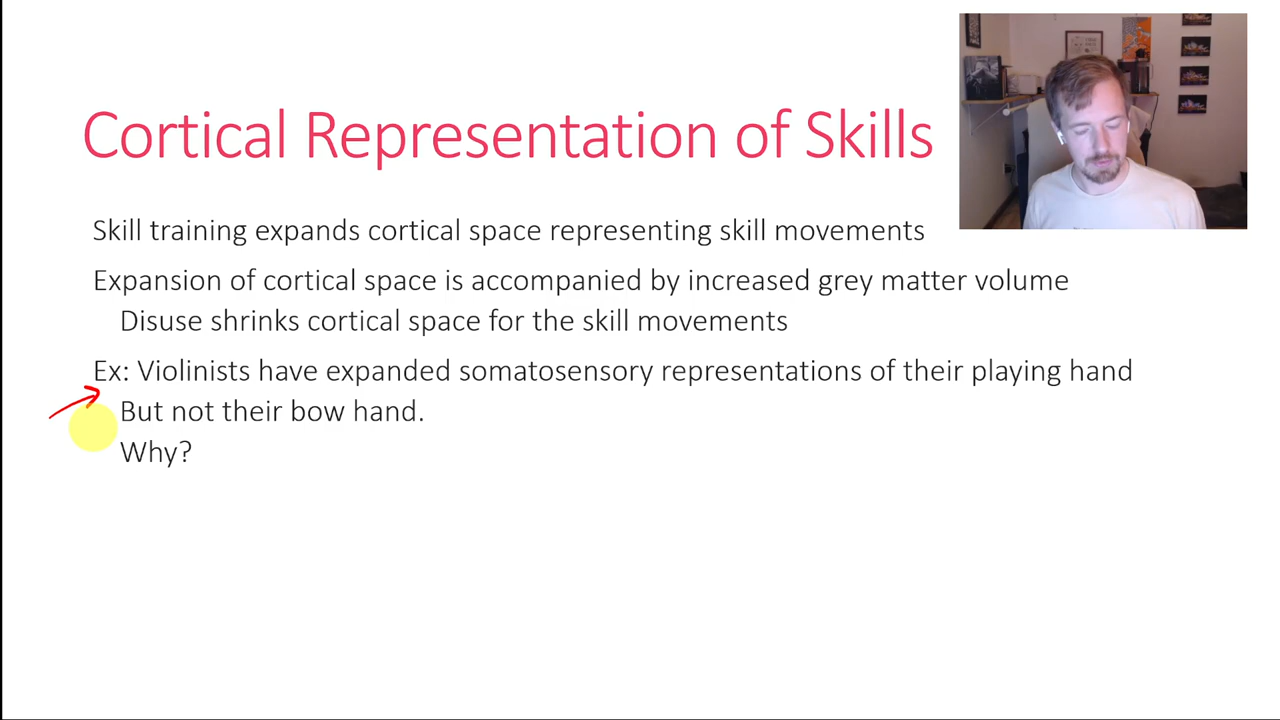 Cortical Representation of Skills
Skill training expands cortical space representing skill movements
Expansion of cortical space is accompanied by increased grey matter volume
Disuse shrinks cortical space for the skill movements
Ex: Violinists have expanded somatosensory representations of their playing hand
But not their bow hand.
Why?